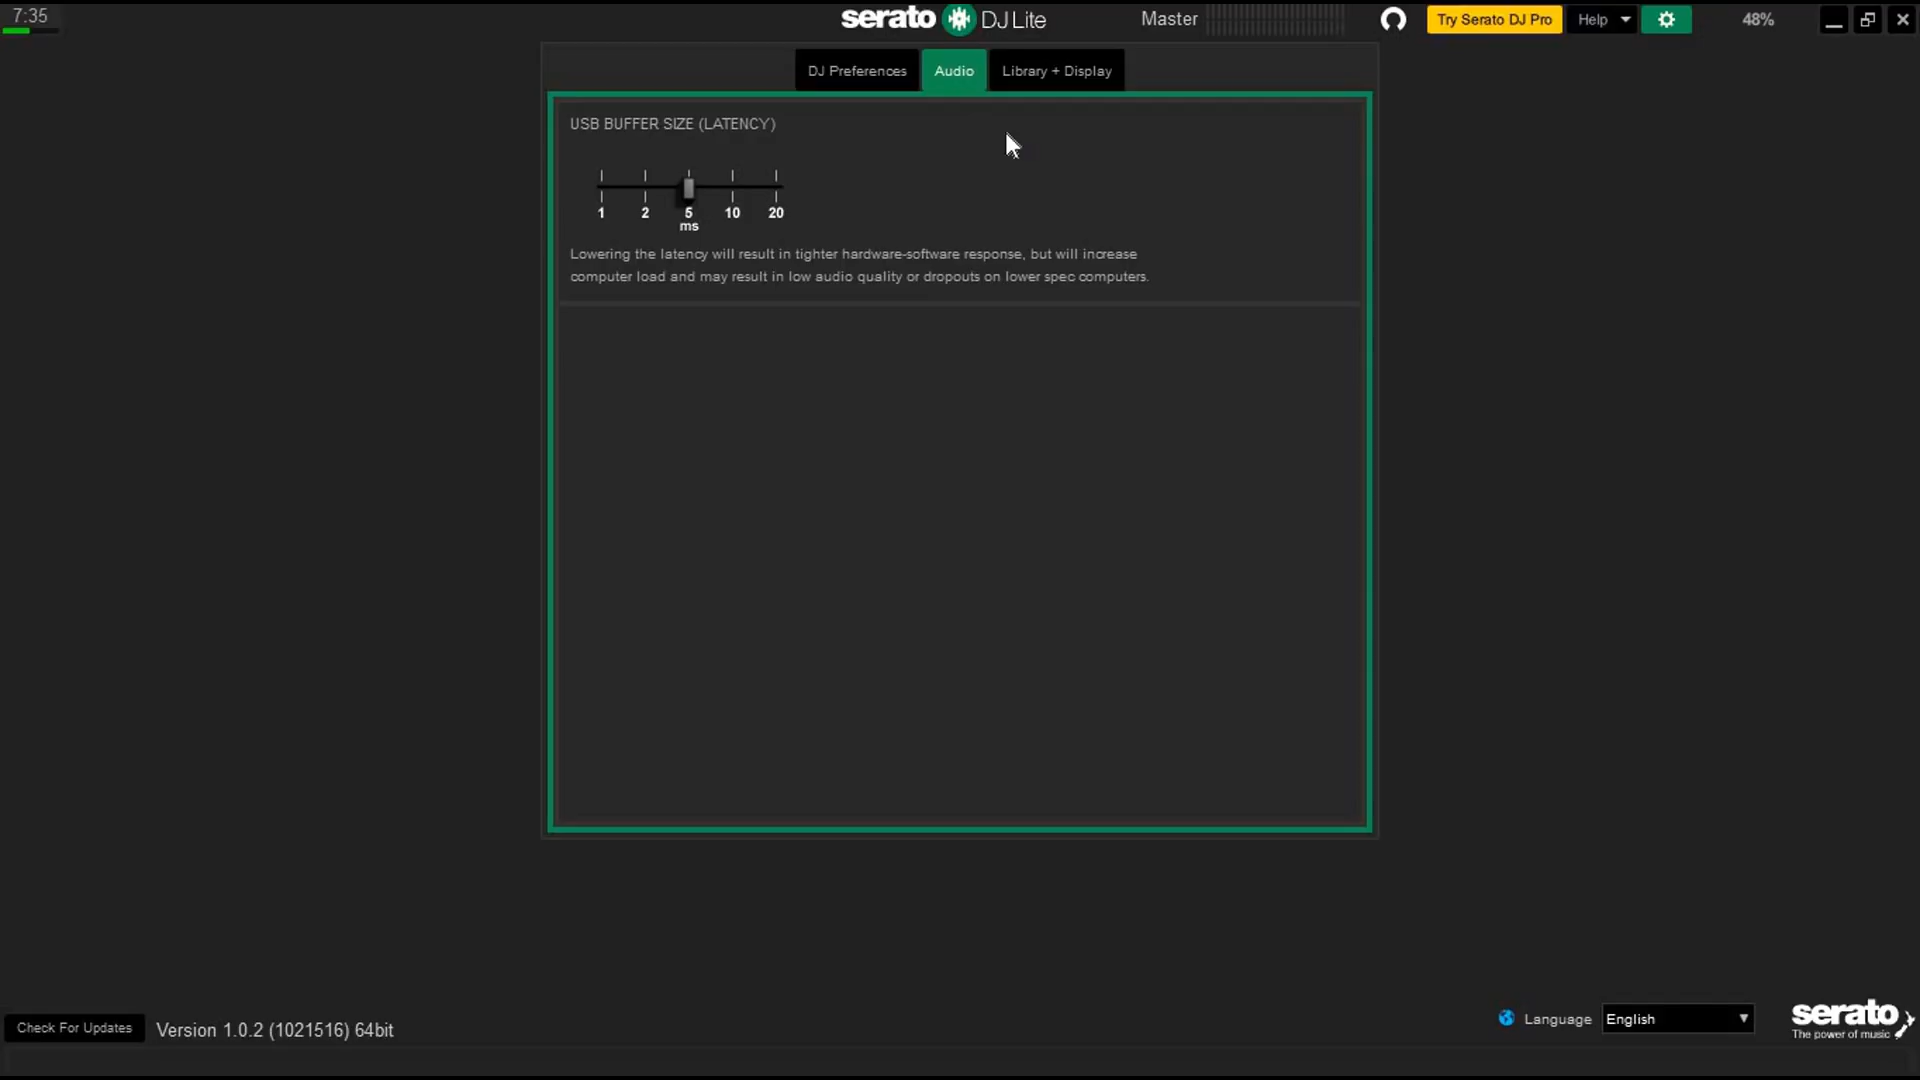 7:35
serato DJ Lite
Master
Try Serato DJ Pro
Help
48%
DJ Preferences
Audio
Library + Display
USB BUFFER SIZE (LATENCY)
1 2 5 10 20
ms
Lowering the latency will result in tighter hardware-software response, but will increase
computer load and may result in low audio quality or dropouts on lower spec computers.
Check For Updates
Version 1.0.2 (1021516) 64bit
Language
English
serato
The power of music